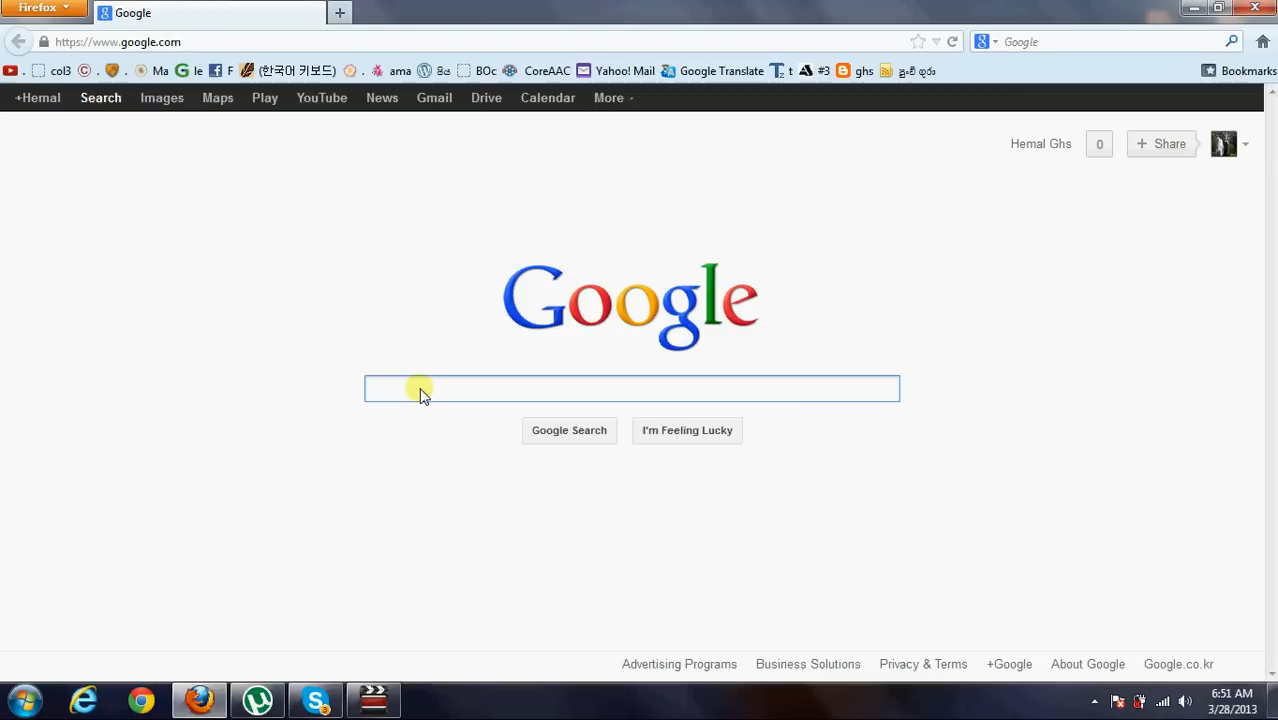 Firefox
Google
https://www.google.com
Google
col3 Ma le F (한국어 키보드) ama සිය BOc CoreAAC Yahoo! Mail Google Translate t #3 ghs පුංචි ගුරු Bookmarks
+Hemal Search Images Maps Play YouTube News Gmail Drive Calendar More
Hemal Ghs 0 + Share
Google
Google Search I'm Feeling Lucky
Advertising Programs Business Solutions Privacy & Terms +Google About Google Google.co.kr
6:51 AM
3/28/2013